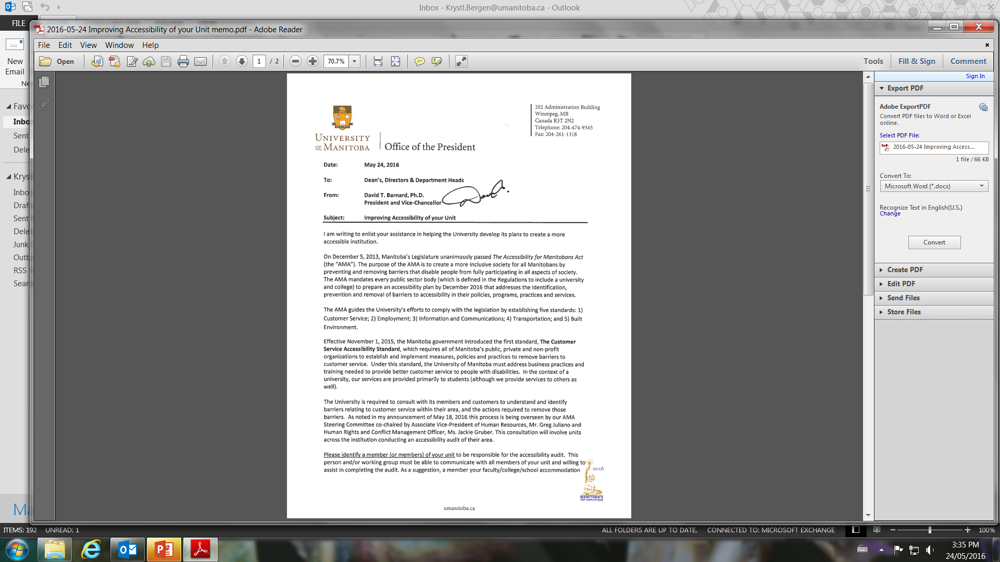 Inbox - Krystl.Bergen@umanitoba.ca - Outlook
FILE
New
Email
Ne
Favo
Inbo
Sent
Dele
Krys
Inbo
Draf
Sent
Dele
Junk
Outb
RSS
Sear
2016-05-24 Improving Accessibility of your Unit memo.pdf - Adobe Reader
File Edit View Window Help
Open 1 / 2 70.7% Tools Fill & Sign Comment
202 Administration Building
Winnipeg, MB
Canada R3T 2N2
Telephone: 204-474-9345
Fax: 204-261-1318
UNIVERSITY
OF MANITOBA
Office of the President
Date: May 24, 2016
To: Dean's, Directors & Department Heads
From: David T. Barnard, Ph.D.
President and Vice-Chancellor
Subject: Improving Accessibility of your Unit
I am writing to enlist your assistance in helping the University develop its plans to create a more
accessible institution.
On December 5, 2013, Manitoba's Legislature unanimously passed The Accessibility for Manitobans Act
(the "AMA"). The purpose of the AMA is to create a more inclusive society for all Manitobans by
preventing and removing barriers that disable people from fully participating in all aspects of society.
The AMA mandates every public sector body (which is defined in the Regulations to include a university
and college) to prepare an accessibility plan by December 2016 that addresses the identification,
prevention and removal of barriers to accessibility in their policies, programs, practices and services.
The AMA guides the University's efforts to comply with the legislation by establishing five standards: 1)
Customer Service; 2) Employment; 3) Information and Communications; 4) Transportation; and 5) Built
Environment.
Effective November 1, 2015, the Manitoba government introduced the first standard, The Customer
Service Accessibility Standard, which requires all of Manitoba's public, private and non-profit
organizations to establish and implement measures, policies and practices to remove barriers to
customer service. Under this standard, the University of Manitoba must address business practices and
training needed to provide better customer service to people with disabilities. In the context of a
university, our services are provided primarily to students (although we provide services to others as
well).
The University is required to consult with its members and customers to understand and identify
barriers relating to customer service within their area, and the actions required to remove those
barriers. As noted in my announcement of May 18, 2016 this process is being overseen by our AMA
Steering Committee co-chaired by Associate Vice-President of Human Resources, Mr. Greg Juliano and
Human Rights and Conflict Management Officer, Ms. Jackie Gruber. This consultation will involve units
across the institution conducting an accessibility audit of their area.
Please identify a member (or members) of your unit to be responsible for the accessibility audit. This
person and/or working group must be able to communicate with all members of your unit and willing to
assist in completing the audit. As a suggestion, a member your faculty/college/school accommodation
2016
MANITOBA'S
TOP EMPLOYERS
umanitoba.ca
Sign In
Export PDF
Adobe ExportPDF
Convert PDF files to Word or Excel
online.
Select PDF File:
2016-05-24 Improving Access...
1 file / 66 KB
Convert To:
Microsoft Word (*.docx)
Recognize Text in English(U.S.)
Change
Convert
Create PDF
Edit PDF
Send Files
Store Files
Ma
ITEMS: 192 UNREAD: 1 ALL FOLDERS ARE UP TO DATE. CONNECTED TO: MICROSOFT EXCHANGE 100%
3:35 PM
24/05/2016